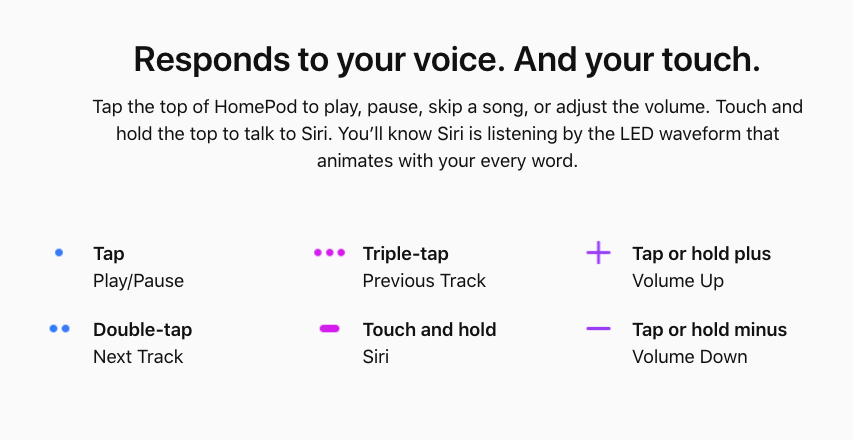 Responds to your voice. And your touch.
Tap the top of HomePod to play, pause, skip a song, or adjust the volume. Touch and
hold the top to talk to Siri. You’ll know Siri is listening by the LED waveform that
animates with your every word.
Tap
Play/Pause
Triple-tap
Previous Track
Tap or hold plus
Volume Up
Double-tap
Next Track
Touch and hold
Siri
Tap or hold minus
Volume Down